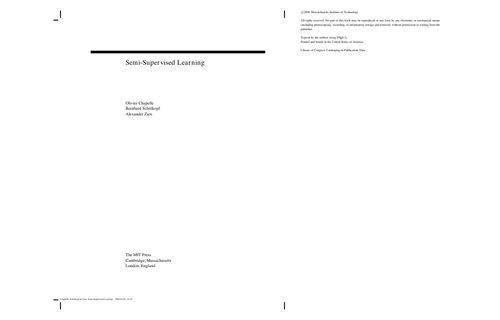 Semi-Supervised Learning
Olivier Chapelle
Bernhard Schölkopf
Alexander Zien
The MIT Press
Cambridge, Massachusetts
London, England
©2006 Massachusetts Institute of Technology
All rights reserved. No part of this book may be reproduced in any form by any electronic or mechanical means
(including photocopying, recording, or information storage and retrieval) without permission in writing from the
publisher.
Typeset by the authors using LaTeX 2ε
Printed and bound in the United States of America
Library of Congress Cataloging-in-Publication Data